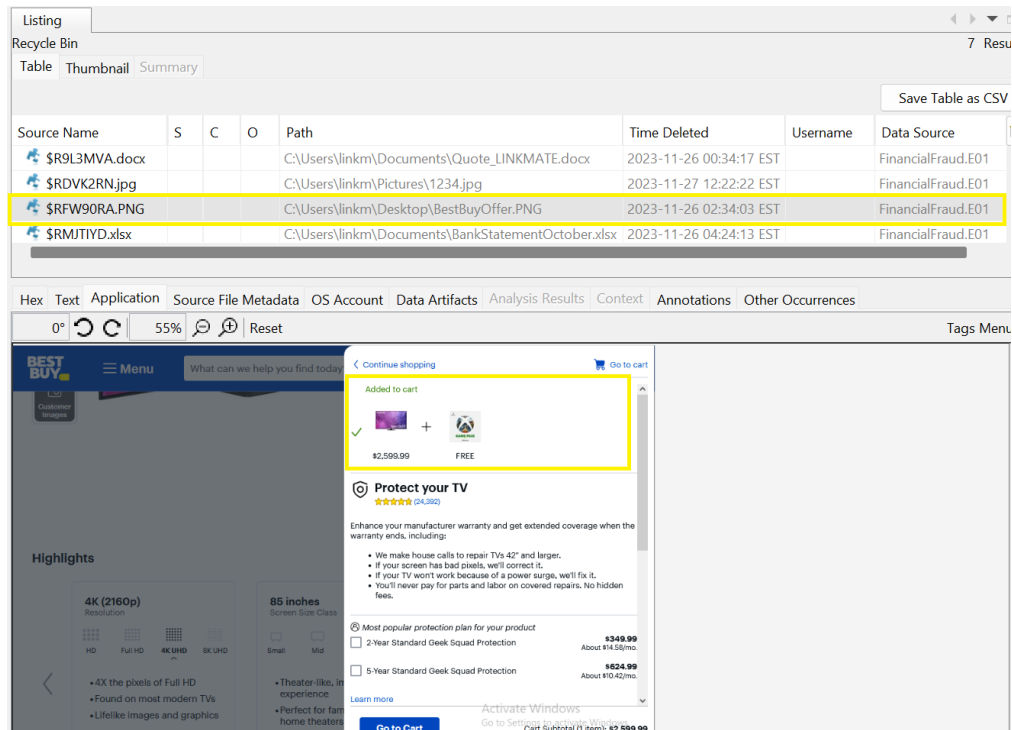 Listing
Recycle Bin
7 Resu
Table Thumbnail Summary
Save Table as CSV
Source Name S C O Path Time Deleted Username Data Source
$R9L3MVA.docx C:\Users\linkm\Documents\Quote_LINKMATE.docx 2023-11-26 00:34:17 EST FinancialFraud.E01
$RDVK2RN.jpg C:\Users\linkm\Pictures\1234.jpg 2023-11-27 12:22:22 EST FinancialFraud.E01
$RFW90RA.PNG C:\Users\linkm\Desktop\BestBuyOffer.PNG 2023-11-26 02:34:03 EST FinancialFraud.E01
$RMJTIYD.xlsx C:\Users\linkm\Documents\BankStatementOctober.xlsx 2023-11-26 04:24:13 EST FinancialFraud.E01
Hex Text Application Source File Metadata OS Account Data Artifacts Analysis Results Context Annotations Other Occurrences
0° 55% Reset
Tags Menu
BEST BUY
Menu
What can we help you find today
Customer Images
Continue shopping
Go to cart
Added to cart
+
$2,599.99 FREE
Protect your TV
(24,392)
Enhance your manufacturer warranty and get extended coverage when the
warranty ends, including:
• We make house calls to repair TVs 42" and larger.
• If your screen has bad pixels, we'll correct it.
• If your TV won't work because of a power surge, we'll fix it.
• You'll never pay for parts and labor on covered repairs. No hidden
fees.
Most popular protection plan for your product
2-Year Standard Geek Squad Protection $349.99
About $14.58/mo.
5-Year Standard Geek Squad Protection $624.99
About $10.42/mo.
Learn more
Go to Cart
Cart Subtotal (1 item): $2,599.99
Activate Windows
Go to Settings to activate Windows.
Highlights
4K (2160p)
Resolution
HD Full HD 4K UHD 8K UHD
•4X the pixels of Full HD
•Found on most modern TVs
•Lifelike images and graphics
85 inches
Screen Size Class
Small Mid
•Theater-like, im
experience
•Perfect for fam
home theaters